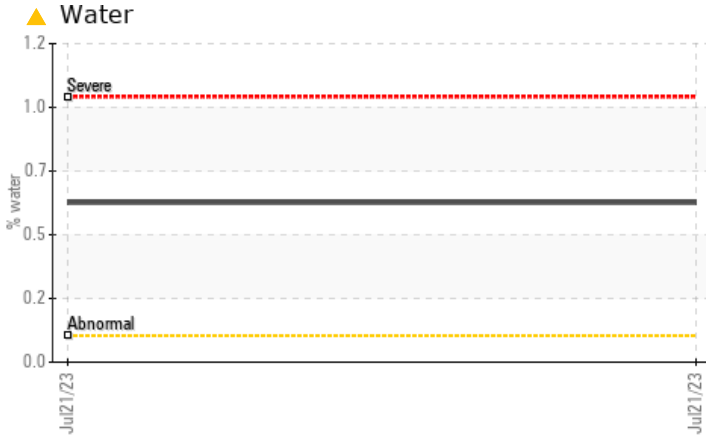 Water
1.2
Severe
1.0
0.7
% water
0.5
0.2
Abnormal
0.0
Jul21/23
Jul21/23